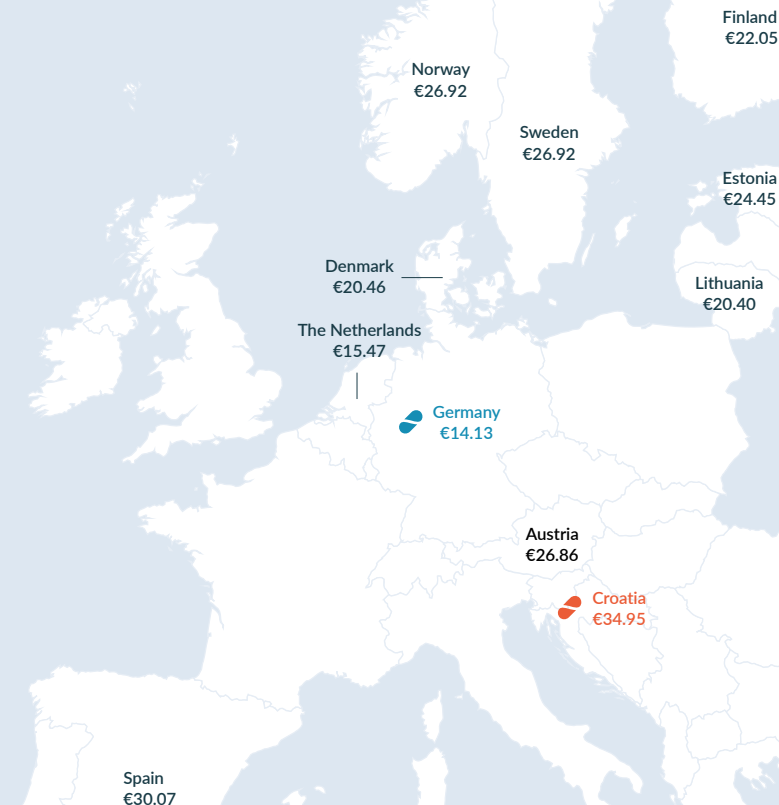 Finland
€22.05
Norway
€26.92
Sweden
€26.92
Estonia
€24.45
Denmark
€20.46
Lithuania
€20.40
The Netherlands
€15.47
Germany
€14.13
Austria
€26.86
Croatia
€34.95
Spain
€30.07